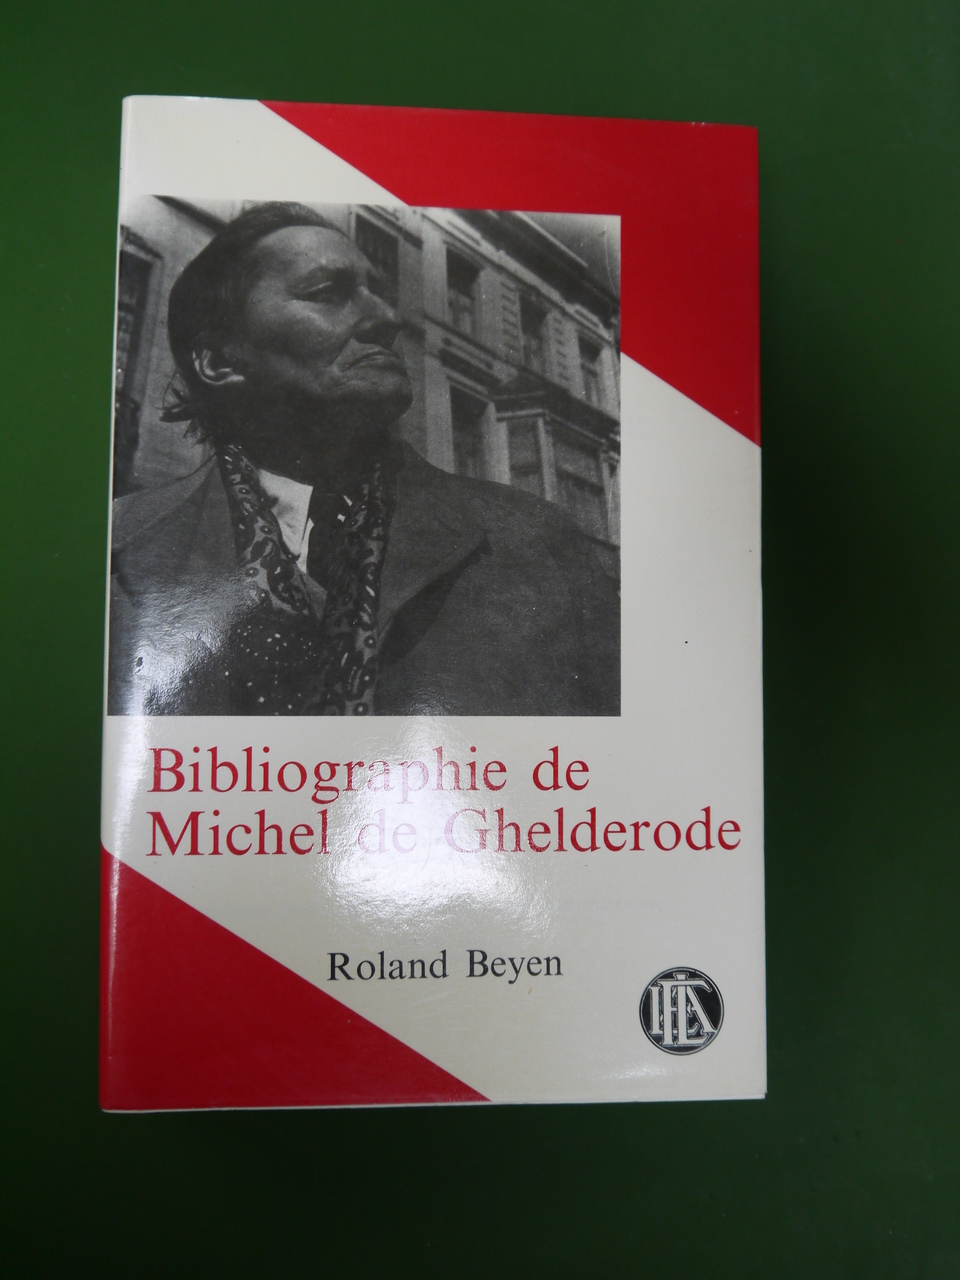 Bibliographie de
Michel de Ghelderode
Roland Beyen